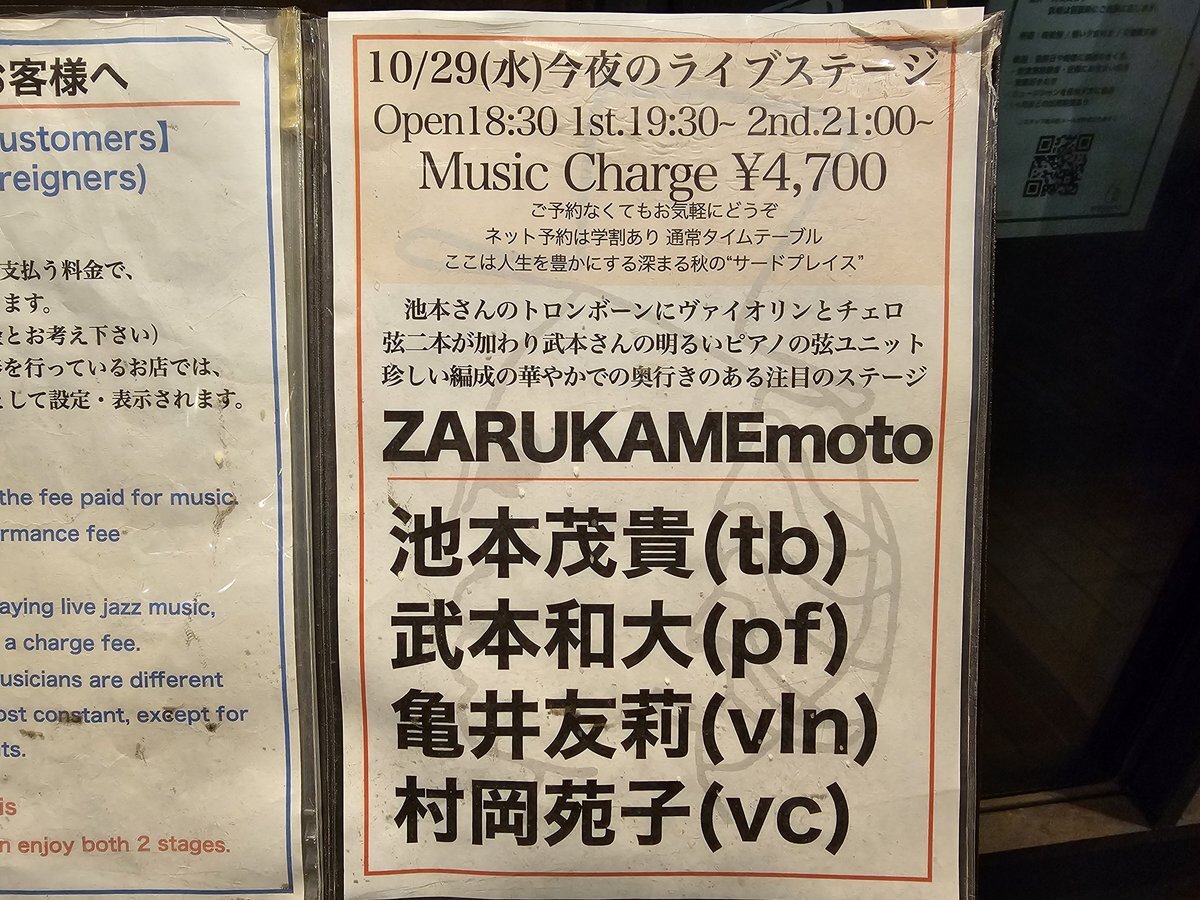 お客様へ
ustomers】
reigners)
支払う料金で、
ます。
とお考え下さい）
を行っているお店では、
して設定・表示されます。
the fee paid for music.
rmance fee
aying live jazz music,
a charge fee.
usicians are different
ost constant, except for
ts.
is
n enjoy both 2 stages.
10/29(水)今夜のライブステージ
Open18:30 1st.19:30~ 2nd.21:00~
Music Charge ¥4,700
ご予約なくてもお気軽にどうぞ
ネット予約は学割あり 通常タイムテーブル
ここは人生を豊かにする深まる秋の“サードプレイス”
池本さんのトロンボーンにヴァイオリンとチェロ
弦二本が加わり武本さんの明るいピアノの弦ユニット
珍しい編成の華やかでの奥行きのある注目のステージ
ZARUKAMEmoto
池本茂貴(tb)
武本和大(pf)
亀井友莉(vln)
村岡苑子(vc)